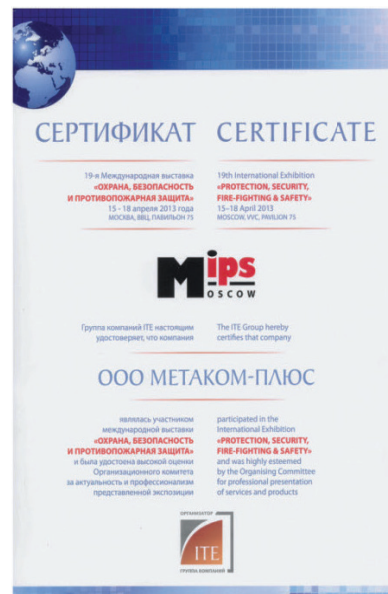 СЕРТИФИКАТ
19-я Международная выставка
«ОХРАНА, БЕЗОПАСНОСТЬ
И ПРОТИВОПОЖАРНАЯ ЗАЩИТА»
15 - 18 апреля 2013 года
МОСКВА, ВВЦ, ПАВИЛЬОН 75
CERTIFICATE
19th International Exhibition
«PROTECTION, SECURITY,
FIRE-FIGHTING & SAFETY»
15–18 April 2013
MOSCOW, VVC, PAVILION 75
Mips
MOSCOW
Группа компаний ITE настоящим
удостоверяет, что компания
The ITE Group hereby
certifies that company
ООО МЕТАКОМ-ПЛЮС
являлась участником
международной выставки
«ОХРАНА, БЕЗОПАСНОСТЬ
И ПРОТИВОПОЖАРНАЯ ЗАЩИТА»
и была удостоена высокой оценки
Организационного комитета
за актуальность и профессионализм
представленной экспозиции
participated in the
International Exhibition
«PROTECTION, SECURITY,
FIRE-FIGHTING & SAFETY»
and was highly esteemed
by the Organising Committee
for professional presentation
of services and products
ОРГАНИЗАТОР
ITE
ГРУППА КОМПАНИЙ